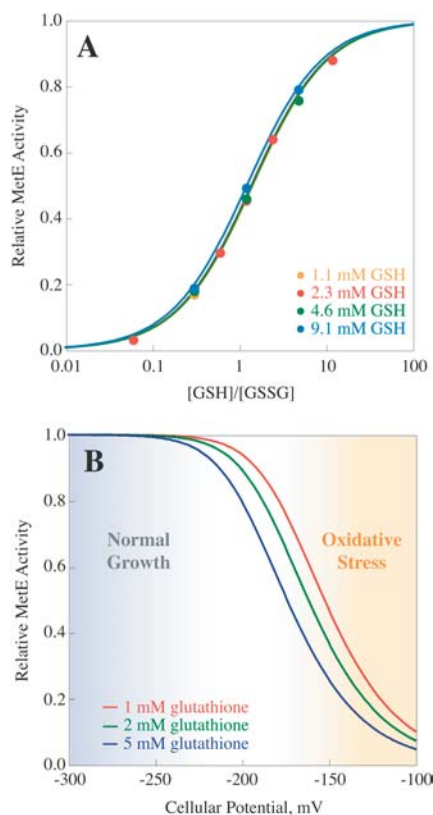 A
Relative MetE Activity
1.0
0.8
0.6
0.4
0.2
0.0
1.1 mM GSH
2.3 mM GSH
4.6 mM GSH
9.1 mM GSH
0.01 0.1 1 10 100
[GSH]/[GSSG]
B
Relative MetE Activity
1.0
0.8
0.6
0.4
0.2
0.0
Normal Oxidative
Growth Stress
1 mM glutathione
2 mM glutathione
5 mM glutathione
-300 -250 -200 -150 -100
Cellular Potential, mV